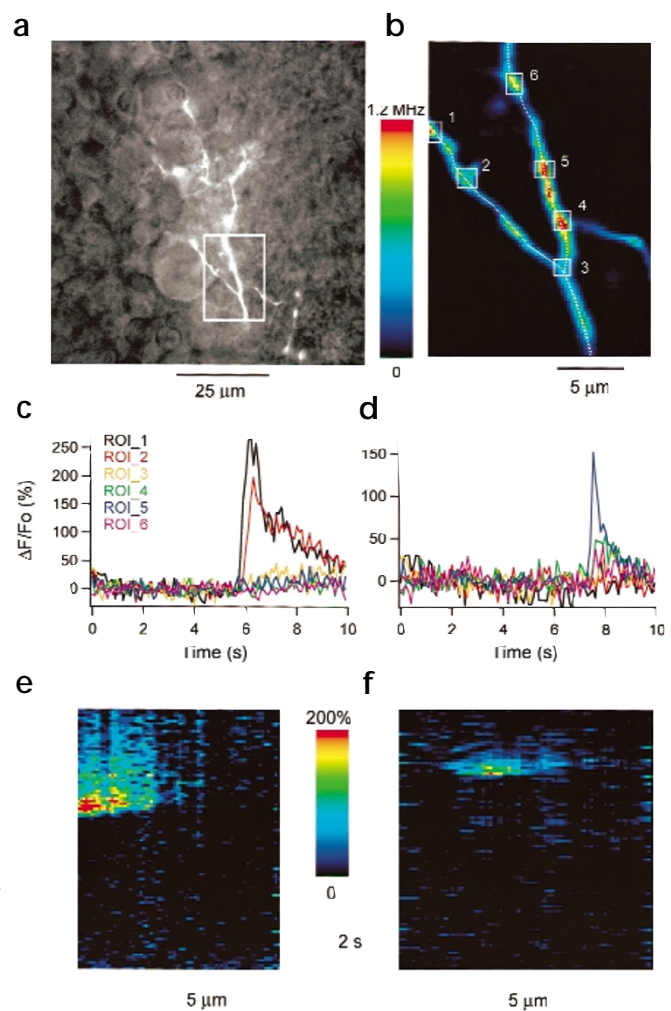 a
b
1.2 MHz
0
1
2
3
4
5
6
25 μm
5 μm
c
d
ΔF/Fo (%)
250
200
150
100
50
0
ROI_1
ROI_2
ROI_3
ROI_4
ROI_5
ROI_6
0 2 4 6 8 10
Time (s)
150
100
50
0
0 2 4 6 8 10
Time (s)
e
f
200%
0
2 s
5 μm
5 μm